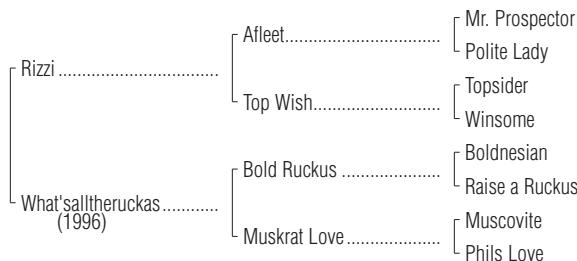 Mr. Prospector
Afleet
Polite Lady
Rizzi
Topsider
Top Wish
Winsome
Boldnesian
Bold Ruckus
Raise a Ruckus
What'salltheruckas
(1996)
Muscovite
Muskrat Love
Phils Love